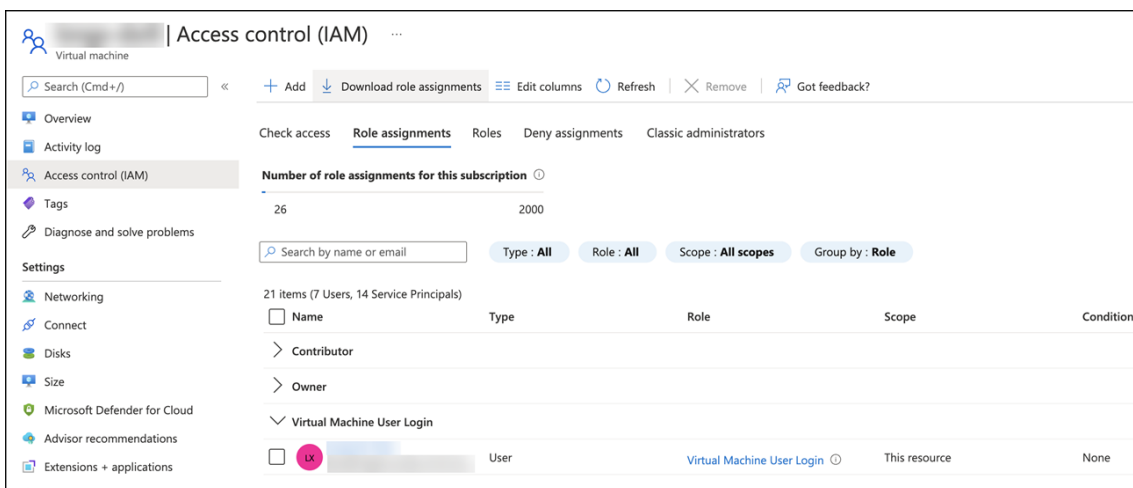 | Access control (IAM) ...
Virtual machine
Search (Cmd+/) «
Add Download role assignments Edit columns Refresh Remove Got feedback?
Overview
Activity log
Access control (IAM)
Tags
Diagnose and solve problems
Settings
Networking
Connect
Disks
Size
Microsoft Defender for Cloud
Advisor recommendations
Extensions + applications
Check access Role assignments Roles Deny assignments Classic administrators
Number of role assignments for this subscription
26 2000
Search by name or email Type : All Role : All Scope : All scopes Group by : Role
21 items (7 Users, 14 Service Principals)
Name Type Role Scope Condition
Contributor
Owner
Virtual Machine User Login
LX User Virtual Machine User Login This resource None